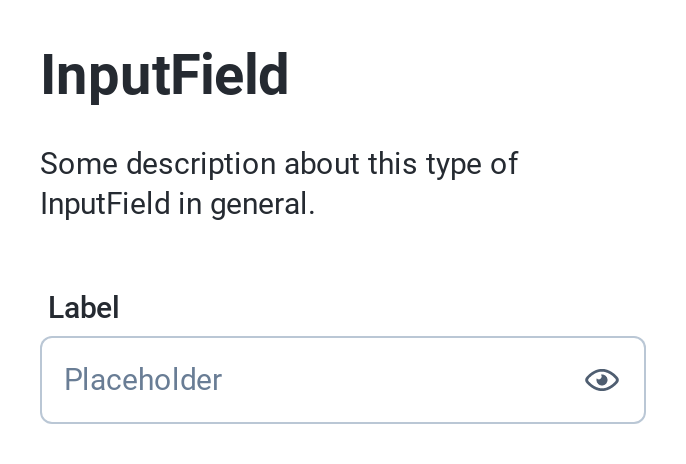 InputField
Some description about this type of
InputField in general.
Label
Placeholder